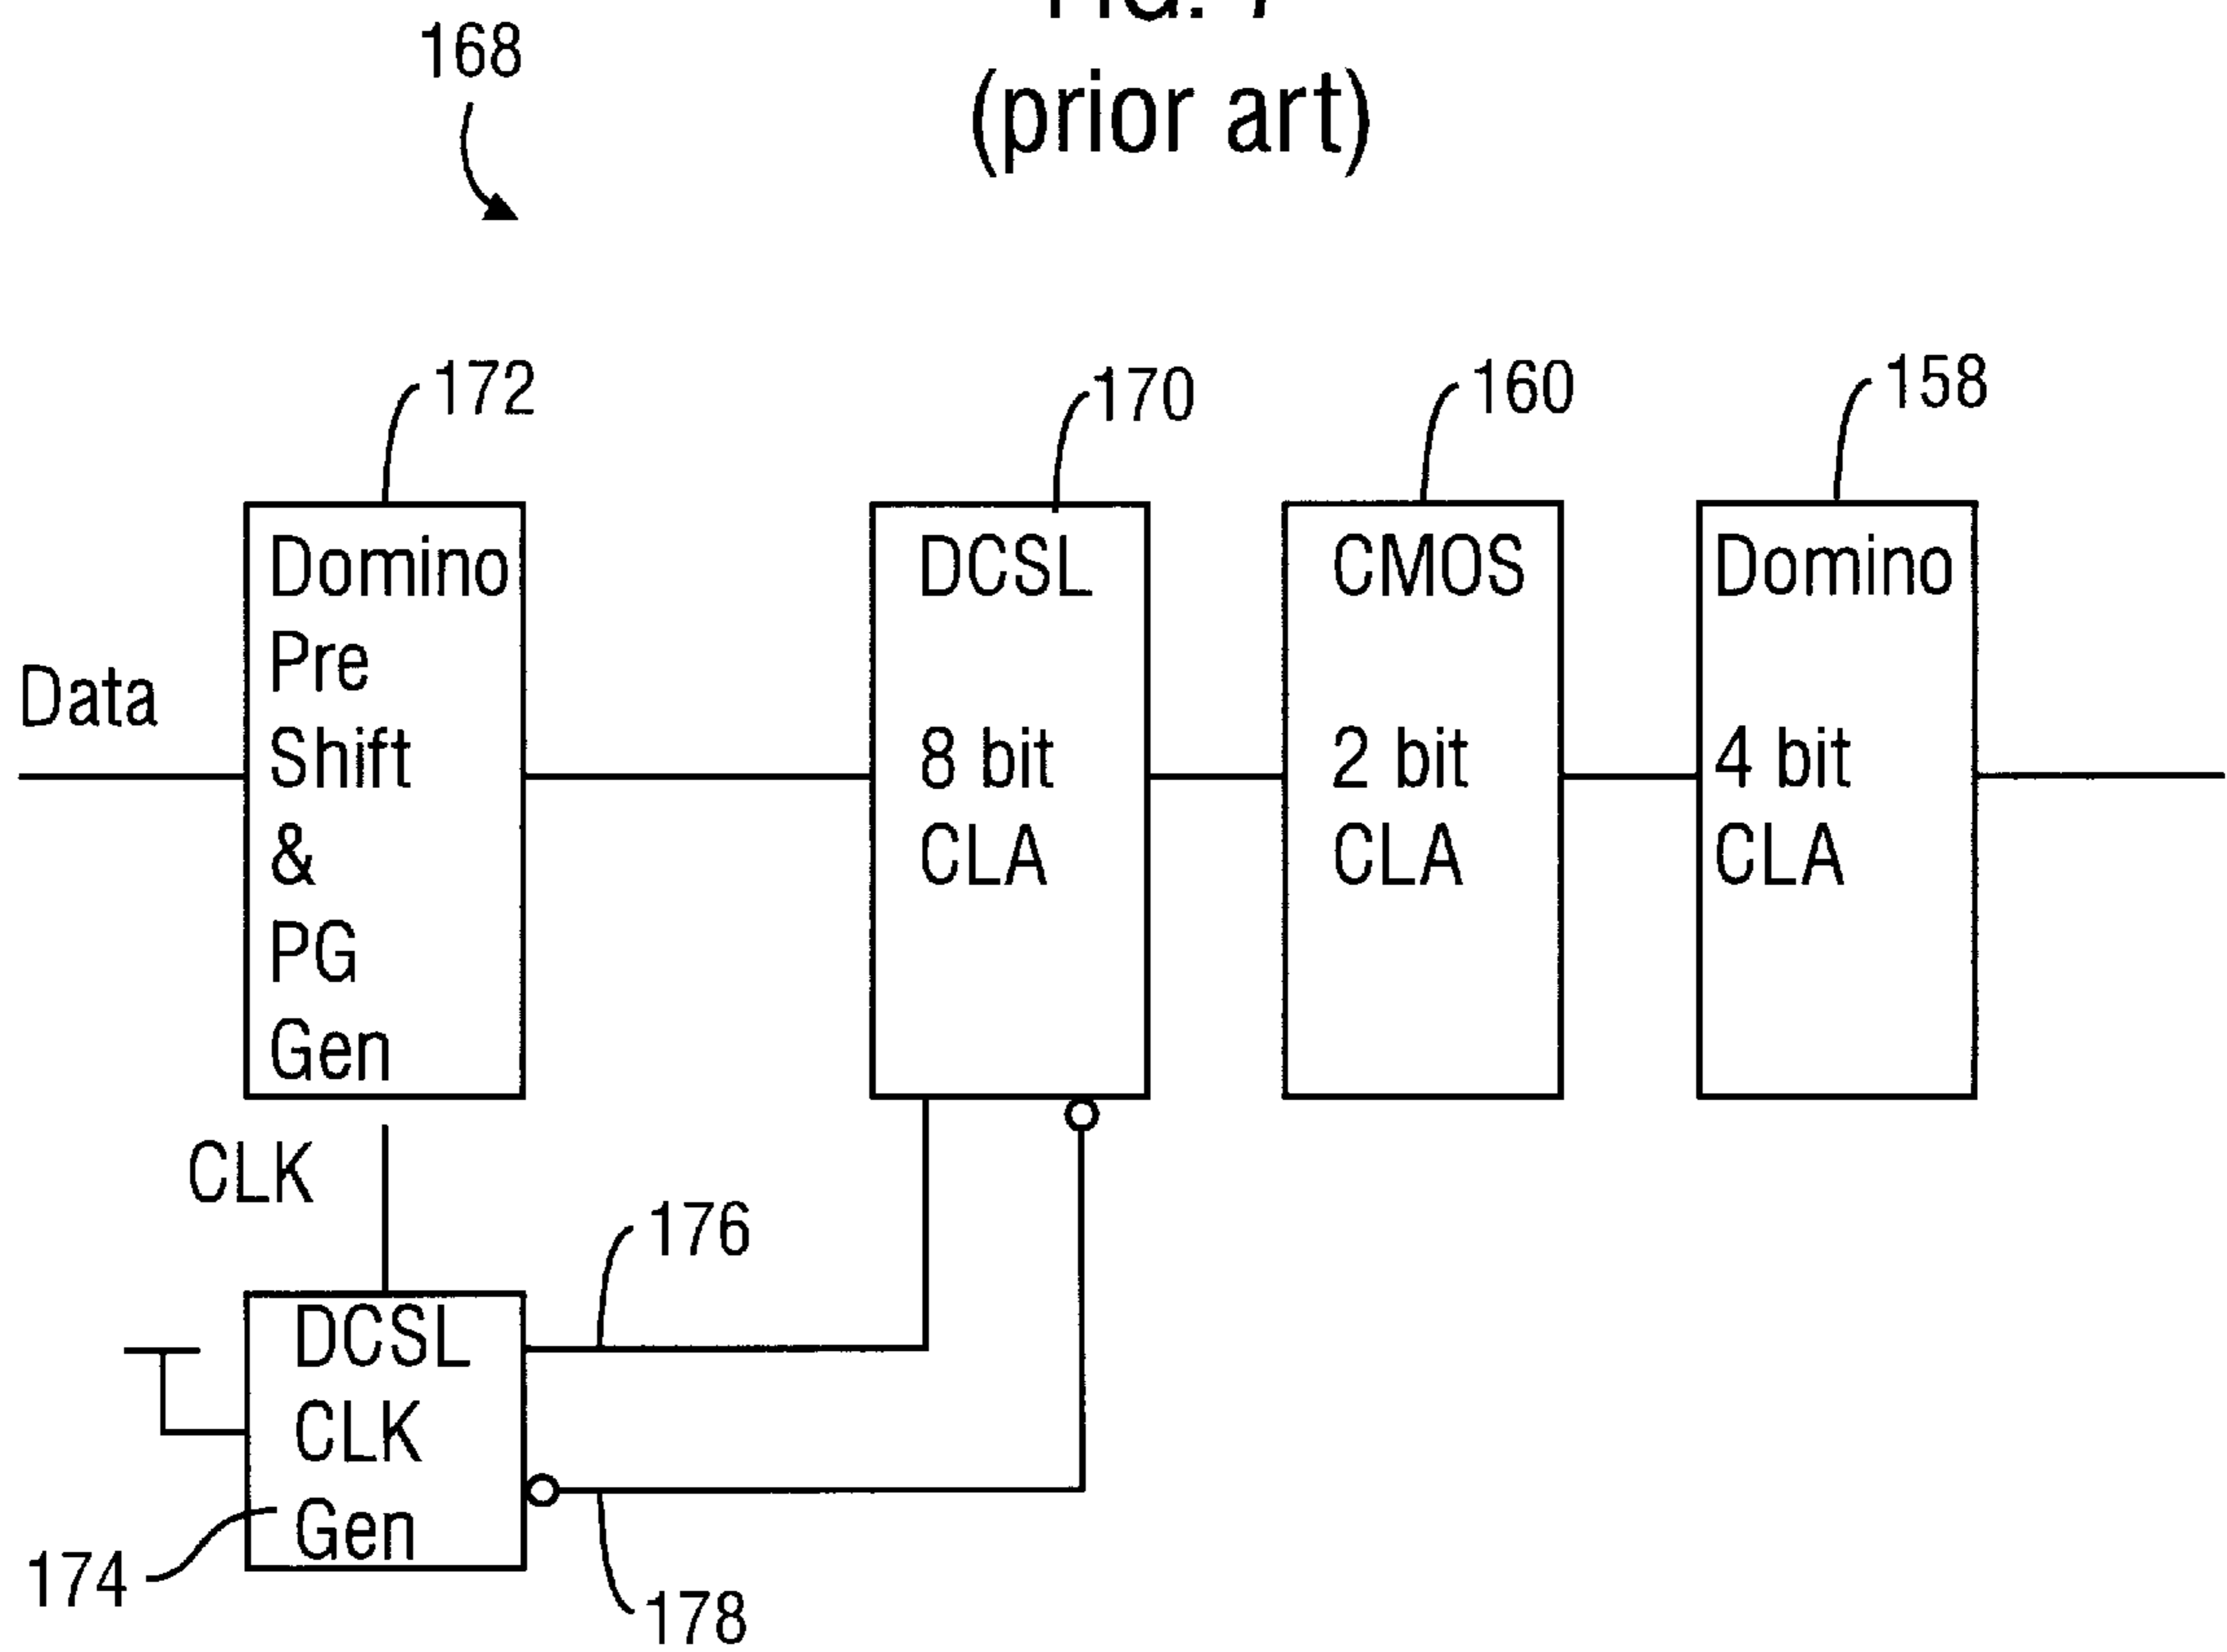 (prior art)
168
172
170
160
158
Data
Domino
Pre
Shift
&
PG
Gen
DCSL
8 bit
CLA
CMOS
2 bit
CLA
Domino
4 bit
CLA
CLK
176
DCSL
CLK
Gen
174
178